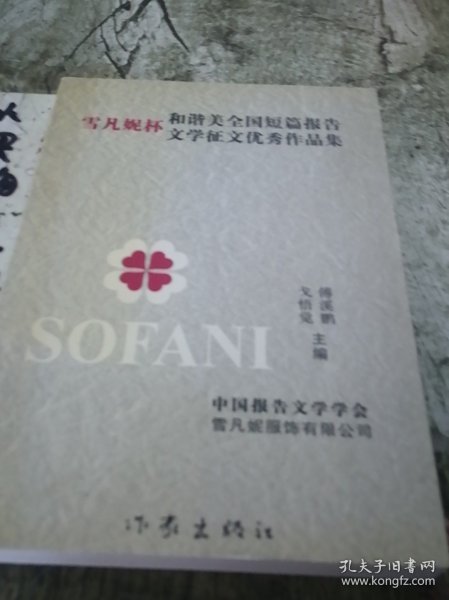 雪凡妮杯
和谐美全国短篇报告
文学征文优秀作品集
SOFANI
傅溪鹏
戈悟觉
主编
中国报告文学学会
雪凡妮服饰有限公司
作家出版社
孔夫子旧书网
www.kongfz.com